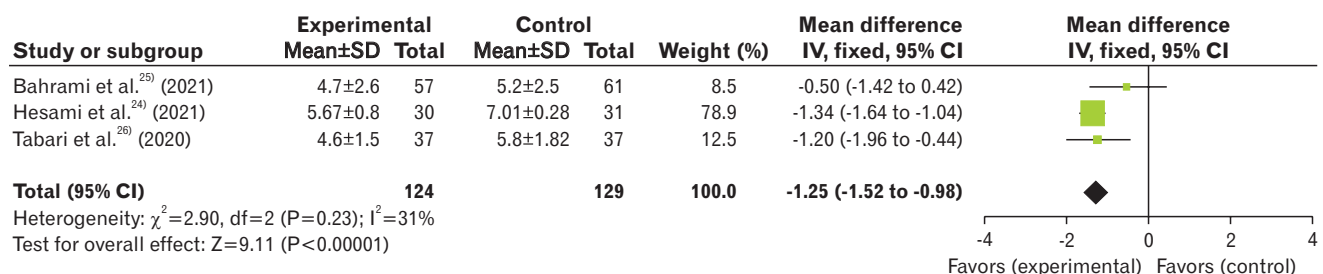 Experimental Control Mean difference Mean difference
Study or subgroup Mean±SD Total Mean±SD Total Weight (%) IV, fixed, 95% CI IV, fixed, 95% CI
Bahrami et al.25) (2021) 4.7±2.6 57 5.2±2.5 61 8.5 -0.50 (-1.42 to 0.42)
Hesami et al.24) (2021) 5.67±0.8 30 7.01±0.28 31 78.9 -1.34 (-1.64 to -1.04)
Tabari et al.26) (2020) 4.6±1.5 37 5.8±1.82 37 12.5 -1.20 (-1.96 to -0.44)
Total (95% CI) 124 129 100.0 -1.25 (-1.52 to -0.98)
Heterogeneity: χ2=2.90, df=2 (P=0.23); I2=31%
Test for overall effect: Z=9.11 (P<0.00001)
-4 -2 0 2 4
Favors (experimental) Favors (control)